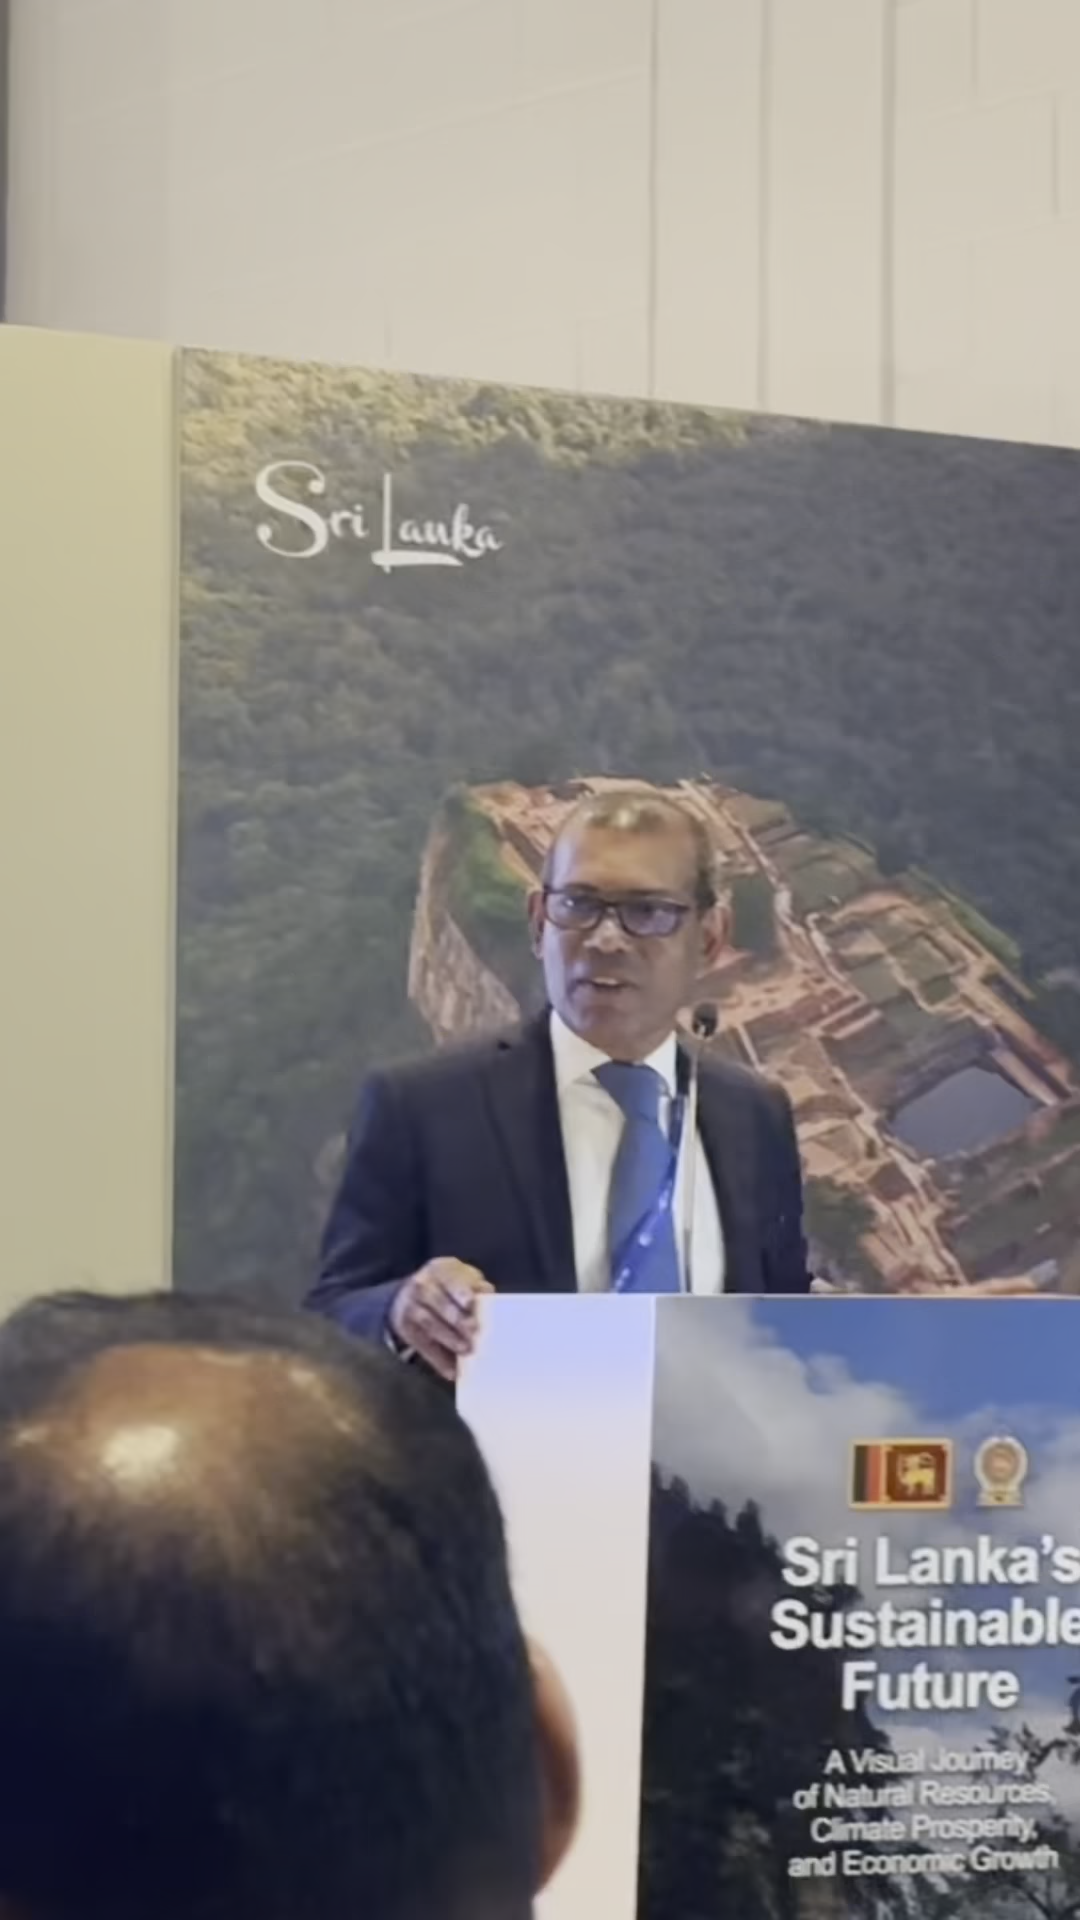 Sri Lanka
Sri Lanka's
Sustainable
Future
A Visual Journey
of Natural Resources,
Climate Prosperity,
and Economic Growth